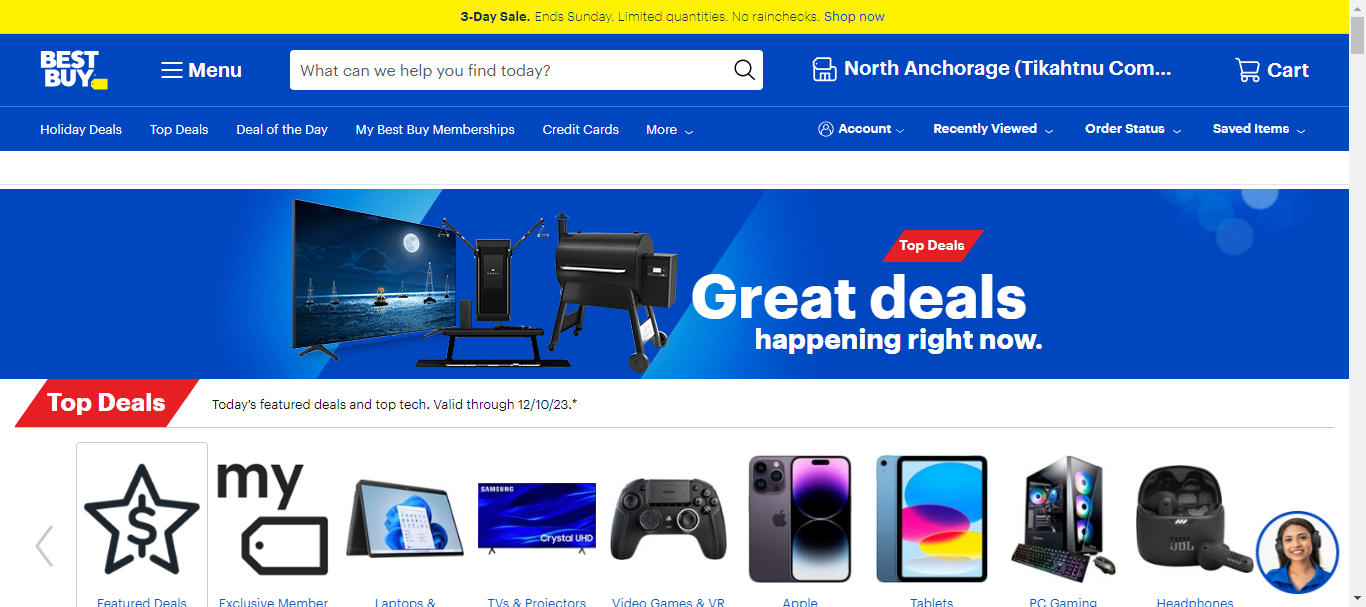 3-Day Sale. Ends Sunday. Limited quantities. No rainchecks. Shop now
BEST
BUY
Menu
What can we help you find today?
North Anchorage (Tikahtnu Com...
Cart
Holiday Deals
Top Deals
Deal of the Day
My Best Buy Memberships
Credit Cards
More
Account
Recently Viewed
Order Status
Saved Items
Top Deals
Great deals
happening right now.
Top Deals
Today's featured deals and top tech. Valid through 12/10/23.*
my
SAMSUNG
Crystal UHD
JBL
Featured Deals
Exclusive Member
Laptops &
TVs & Projectors
Video Games & VR
Apple
Tablets
PC Gaming
Headphones